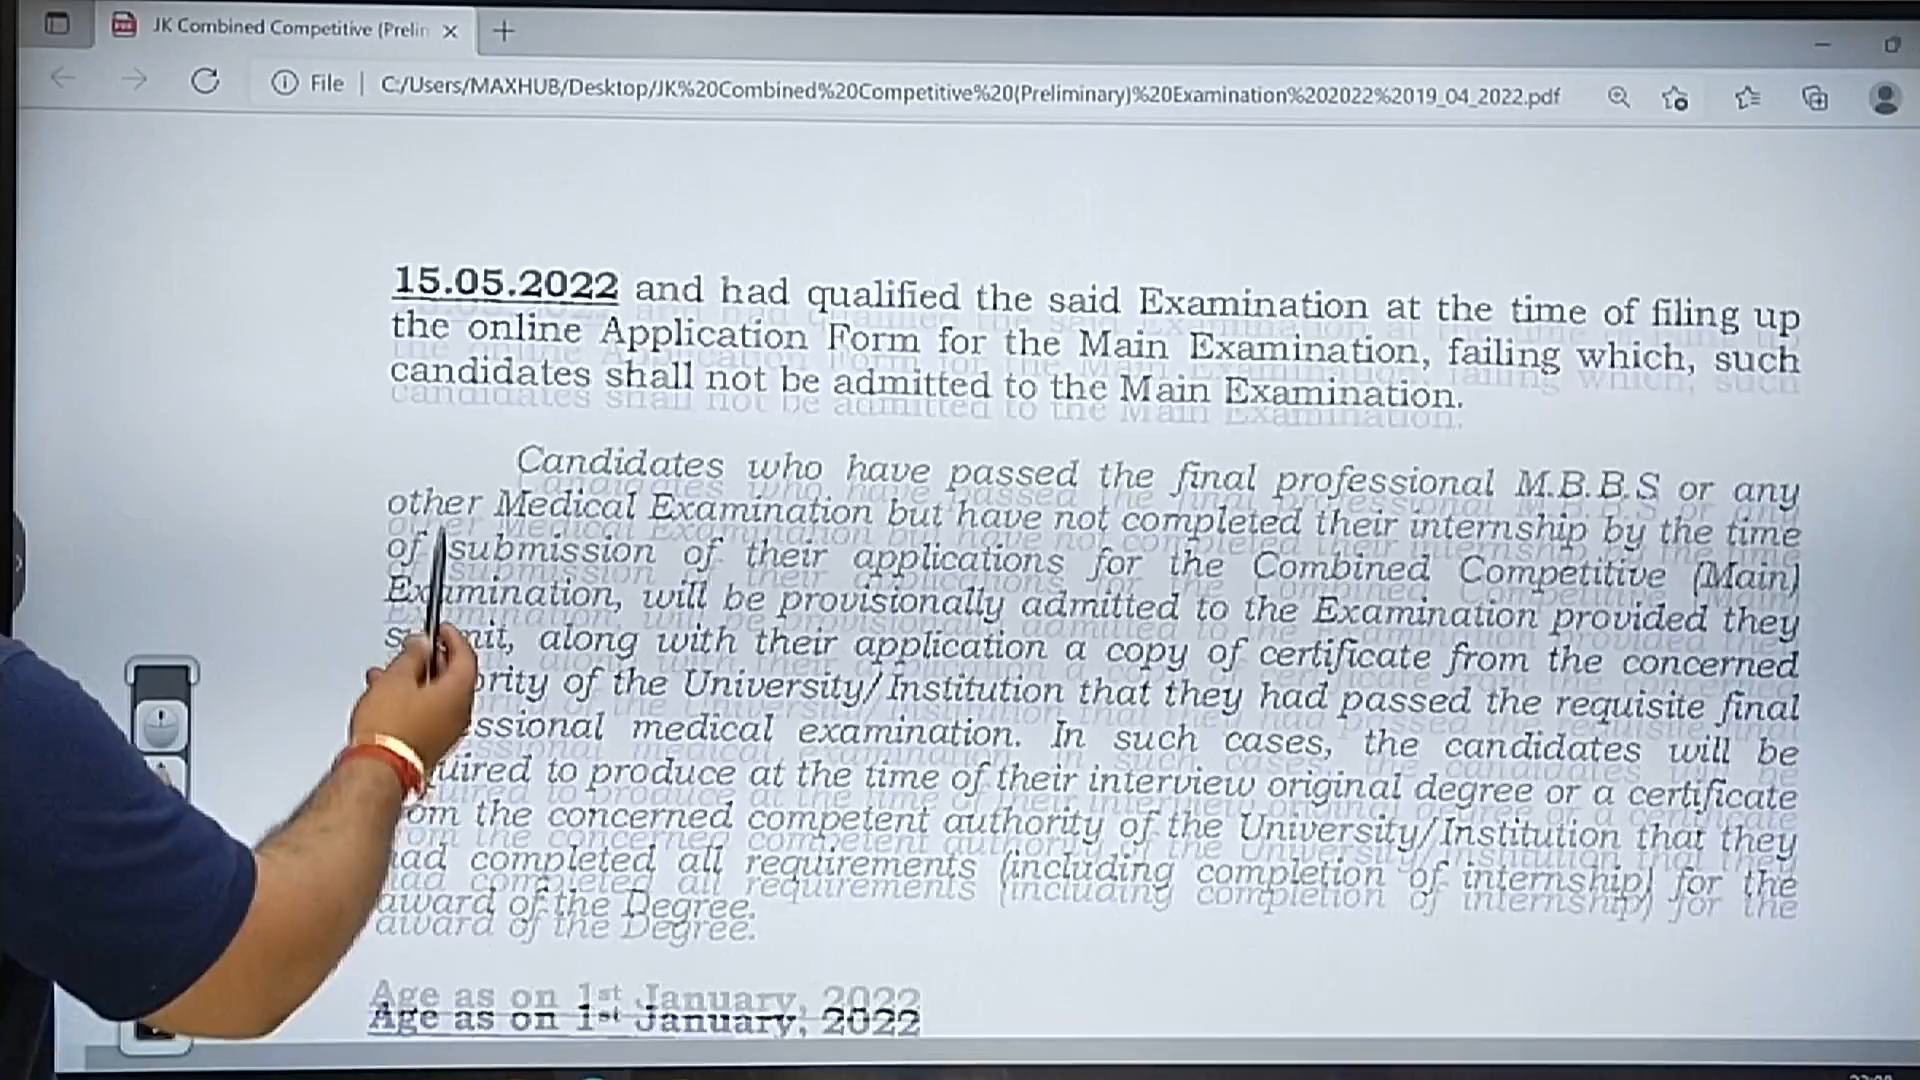 JK Combined Competitive (Prelin
File
C:/Users/MAXHUB/Desktop/JK%20Combined%20Competitive%20(Preliminary)%20Examination%202022%2019_04_2022.pdf
15.05.2022 and had qualified the said Examination at the time of filing up
the online Application Form for the Main Examination, failing which, such
candidates shall not be admitted to the Main Examination.
Candidates who have passed the final professional M.B.B.S or any
other Medical Examination but have not completed their internship by the time
of submission of their applications for the Combined Competitive (Main)
Examination, will be provisionally admitted to the Examination provided they
along with their application a copy of certificate from the concerned
ority of the University/Institution that they had passed the requisite final
ssional medical examination. In such cases, the candidates will be
uired to produce at the time of their interview original degree or a certificate
om the concerned competent authority of the University/Institution that they
had completed all requirements (including completion of internship) for the
award of the Degree.
Age as on 1st January, 2022